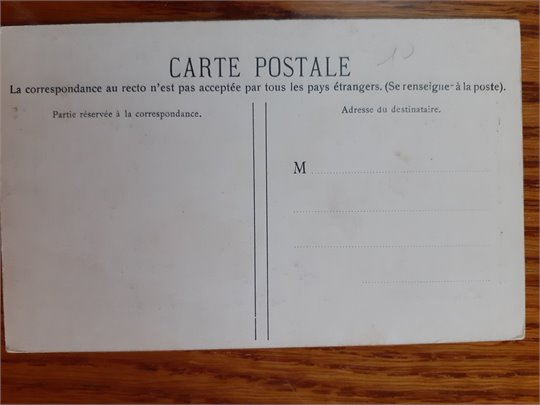 CARTE POSTALE
La correspondance au recto n'est pas acceptée par tous les pays étrangers. (Se renseigner à la poste).
Partie réservée à la correspondance.
Adresse du destinataire.
M